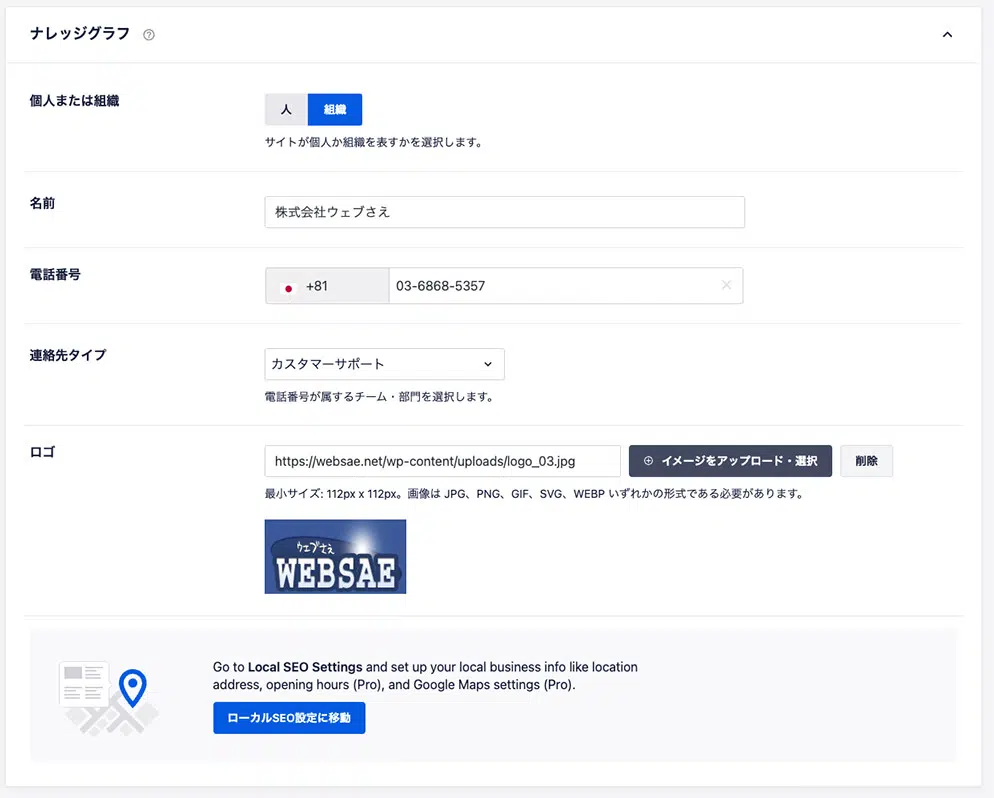 ナレッジグラフ ?
個人または組織
人 組織
サイトが個人か組織を表すかを選択します。
名前
株式会社ウェブさえ
電話番号
+81 03-6868-5357
連絡先タイプ
カスタマーサポート
電話番号が属するチーム・部門を選択します。
ロゴ
https://websae.net/wp-content/uploads/logo_03.jpg イメージをアップロード・選択 削除
最小サイズ: 112px x 112px。画像は JPG、PNG、GIF、SVG、WEBP いずれかの形式である必要があります。
ウェブさえ
WEBSAE
Go to Local SEO Settings and set up your local business info like location
address, opening hours (Pro), and Google Maps settings (Pro).
ローカルSEO設定に移動